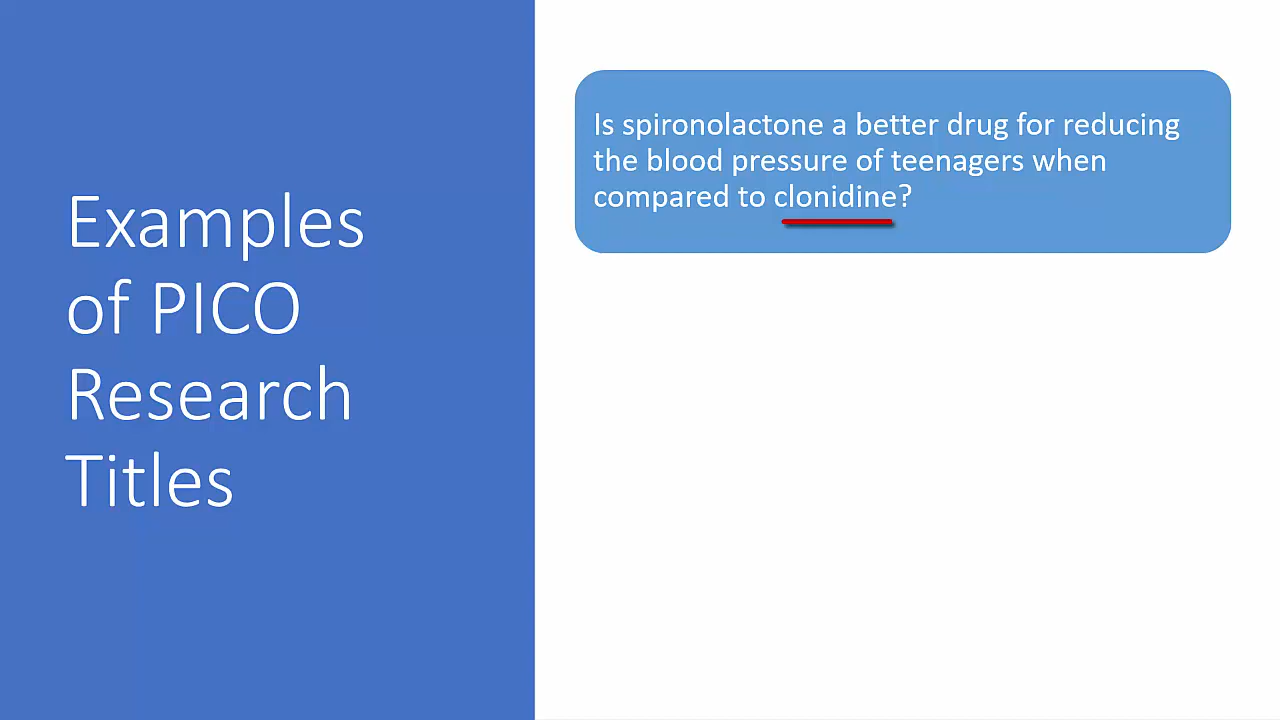 Examples
of PICO
Research
Titles
Is spironolactone a better drug for reducing
the blood pressure of teenagers when
compared to clonidine?